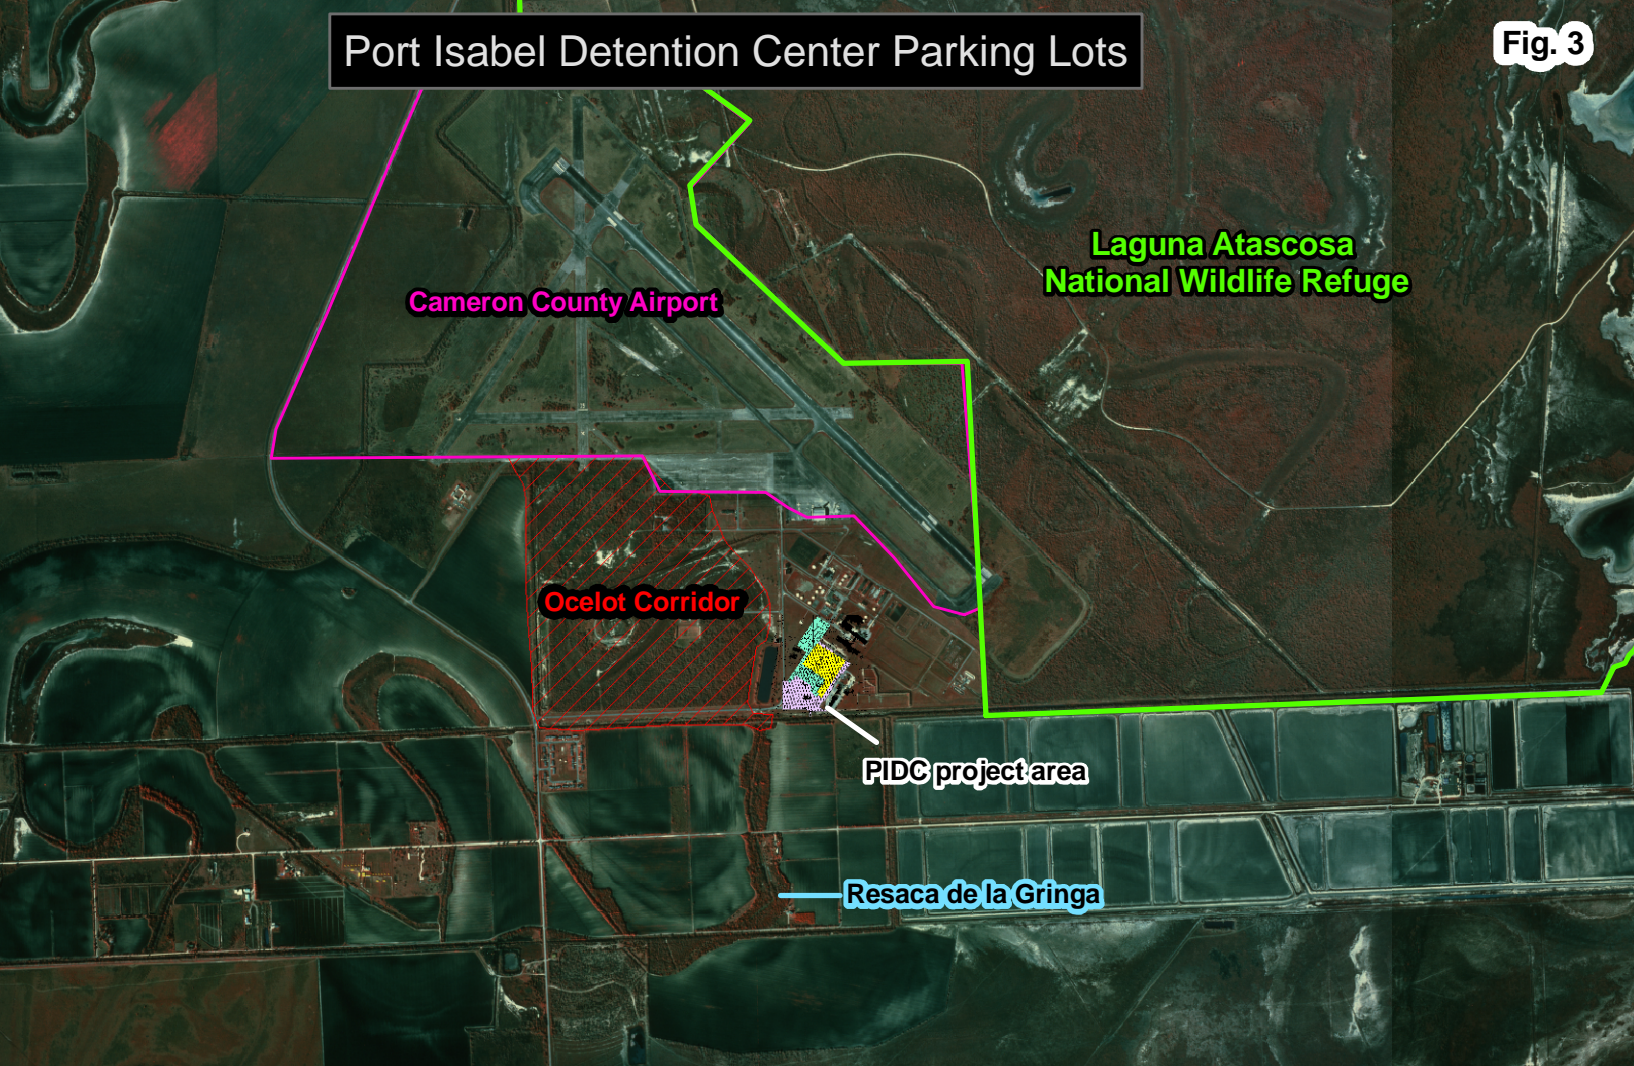 Port Isabel Detention Center Parking Lots
Fig. 3
Laguna Atascosa
National Wildlife Refuge
Cameron County Airport
Ocelot Corridor
PIDC project area
Resaca de la Gringa